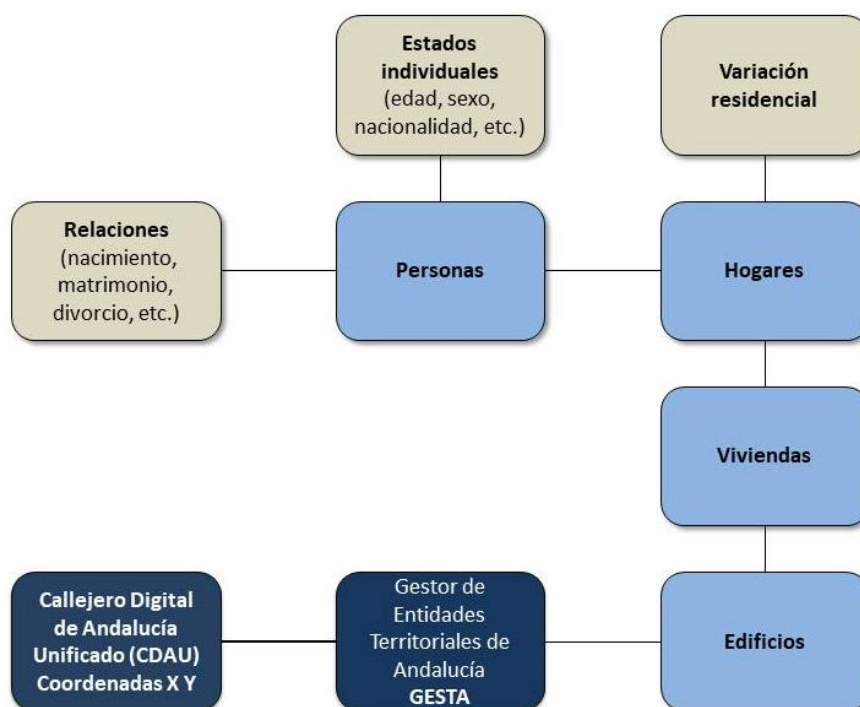 Estados
individuales
(edad, sexo,
nacionalidad, etc.)
Variación
residencial
Relaciones
(nacimiento,
matrimonio,
divorcio, etc.)
Personas
Hogares
Viviendas
Callejero Digital
de Andalucía
Unificado (CDAU)
Coordenadas X Y
Gestor de
Entidades
Territoriales de
Andalucía
GESTA
Edificios